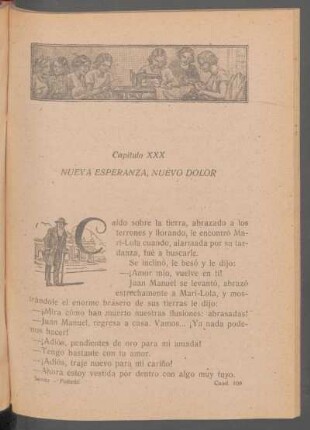 Capítulo XXX
NUEVA ESPERANZA, NUEVO DOLOR
Caído sobre la tierra, abrazado a los
terrones y llorando, le encontró Ma-
ri-Lola cuando, alarmada por su tar-
danza, fué a buscarle.
Se inclinó, le besó y le dijo:
—¡Amor mío, vuelve en ti!
Juan Manuel se levantó, abrazó
estrechamente a Mari-Lola, y mos-
trándole el enorme brasero de sus tierras le dijo:
—¡Mira cómo han muerto nuestras ilusiones: abrasadas!
—Juan Manuel, regresa a casa. Vamos... ¡Ya nada pode-
mos hacer!
—¡Adiós, pendientes de oro para mi amada!
—Tengo bastante con tu amor.
—¡Adiós, traje nuevo para mi cariño!
—Ahora estoy vestida por dentro con algo muy tuyo.
Cuad. 108